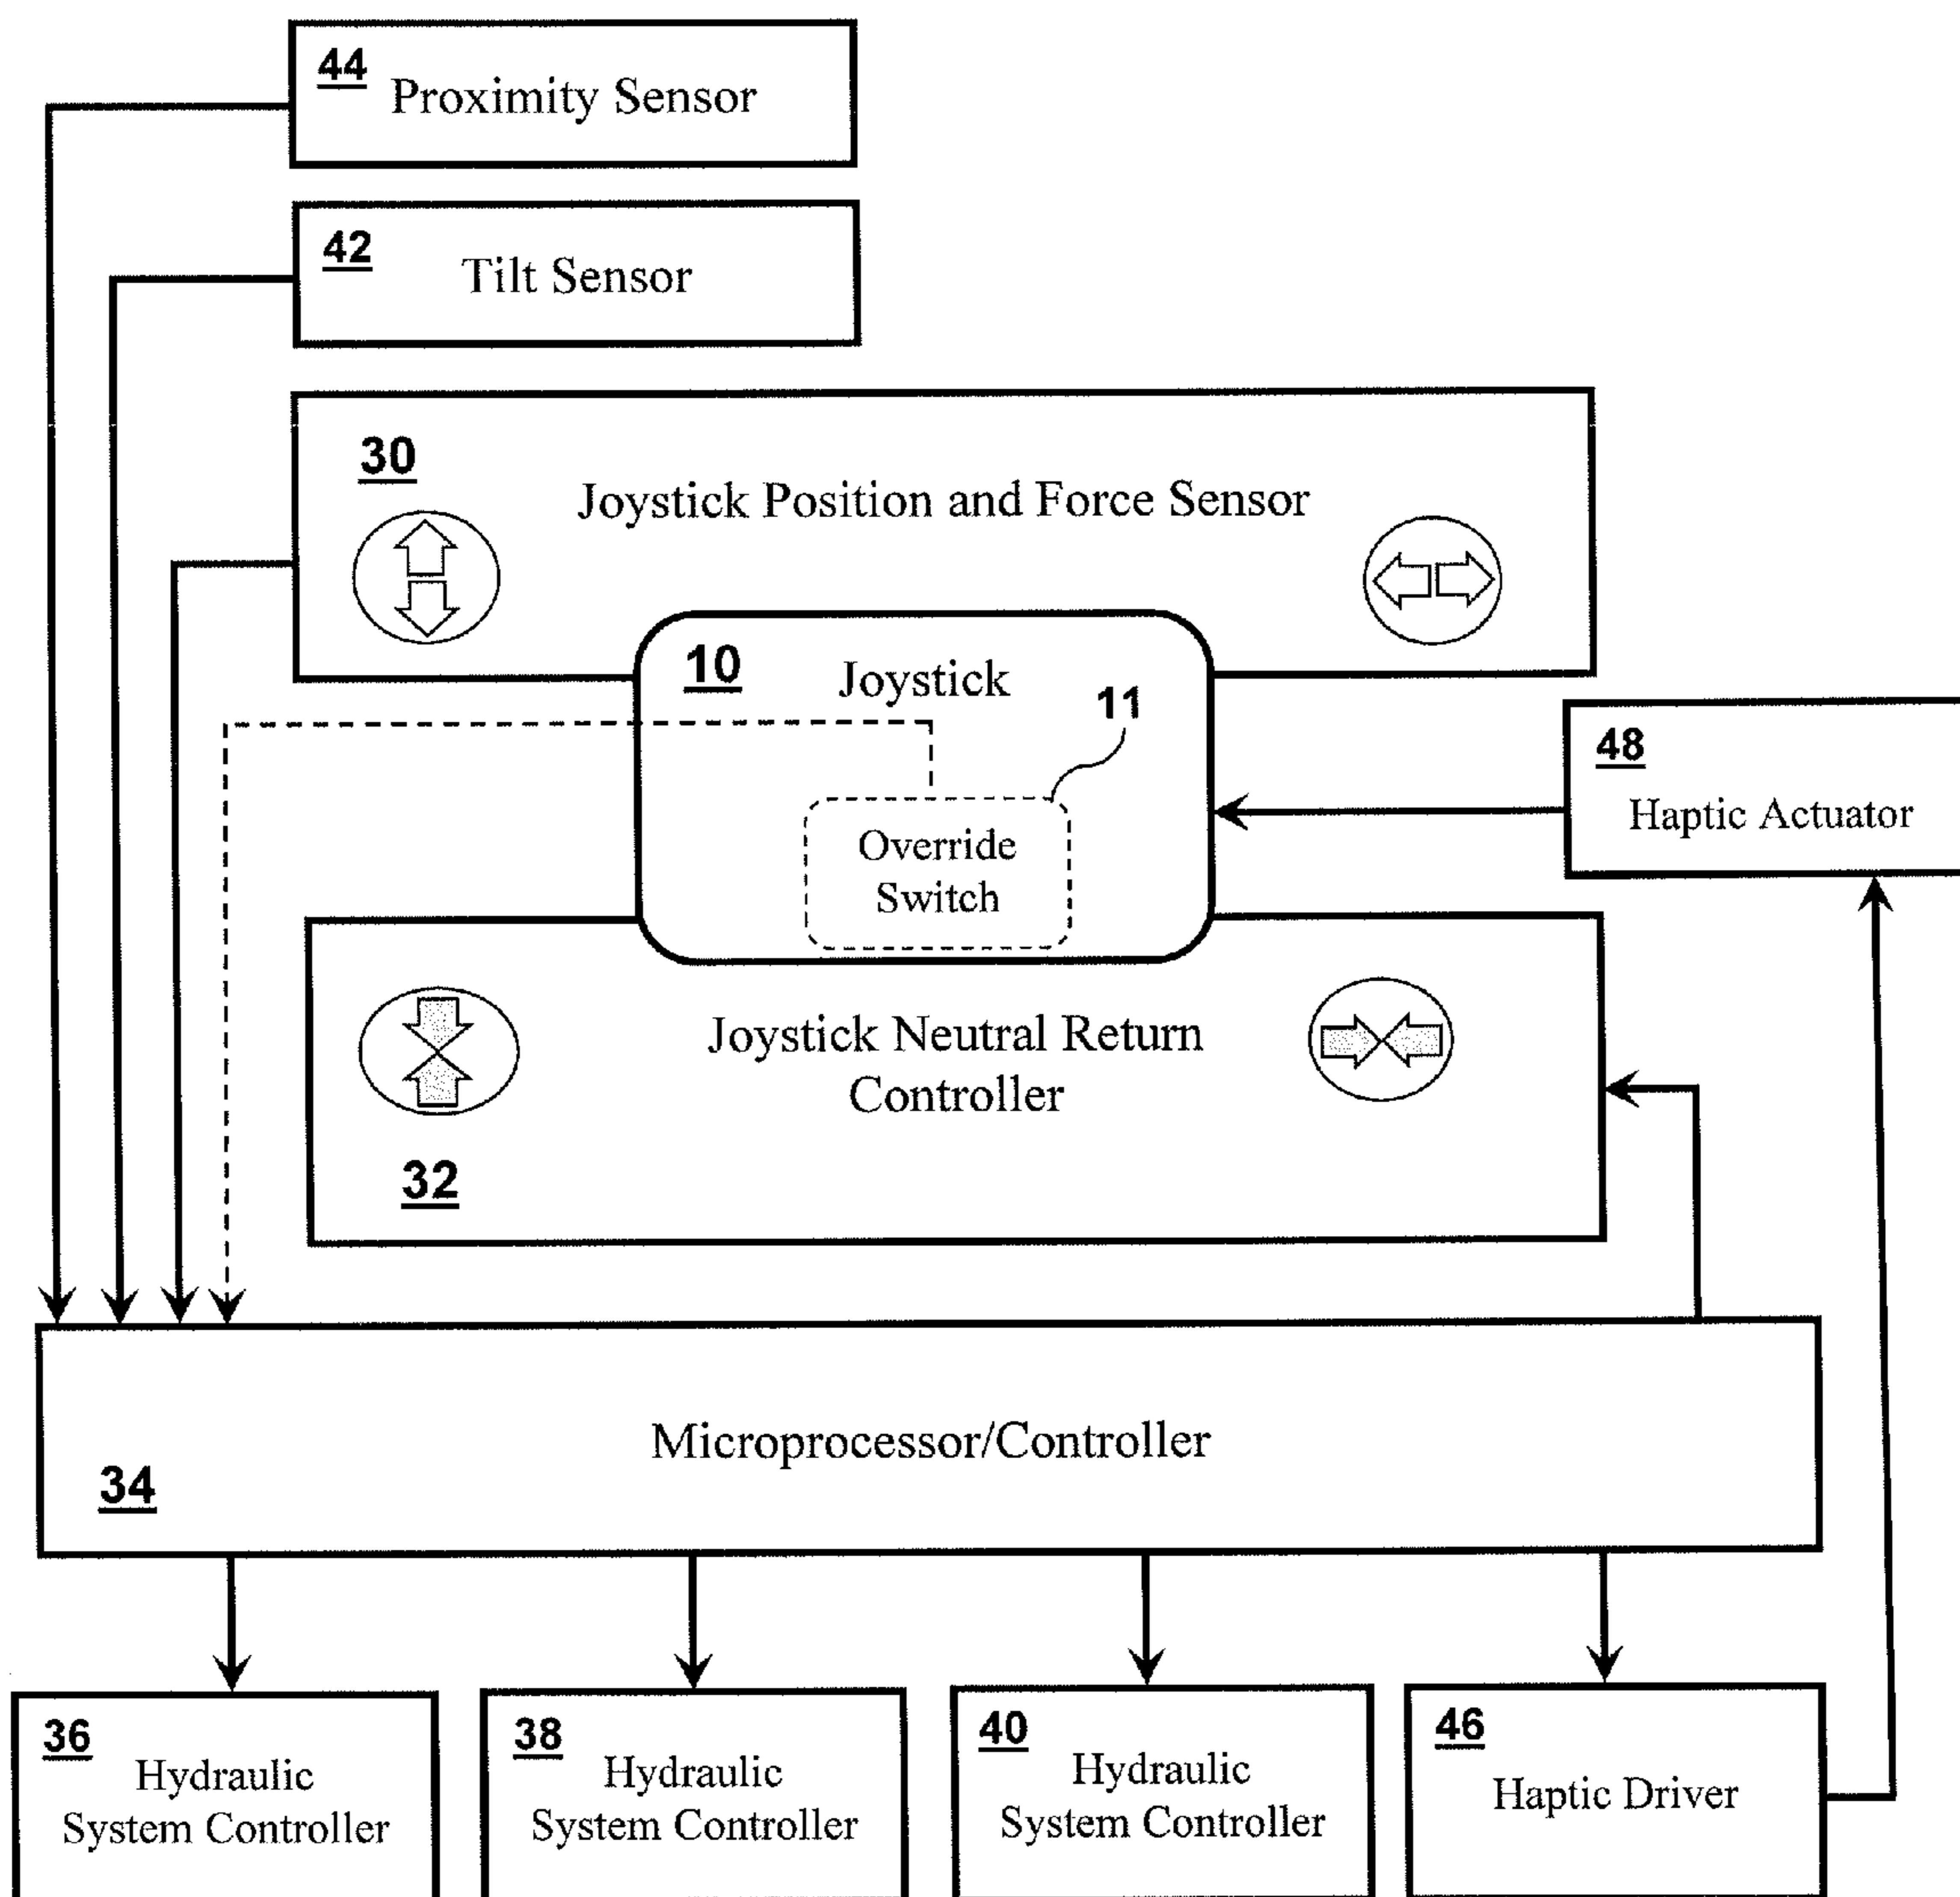 44
Proximity Sensor
42
Tilt Sensor
30
Joystick Position and Force Sensor
10
Joystick
11
Override
Switch
48
Haptic Actuator
Joystick Neutral Return
Controller
32
Microprocessor/Controller
34
36
Hydraulic
System Controller
38
Hydraulic
System Controller
40
Hydraulic
System Controller
46
Haptic Driver